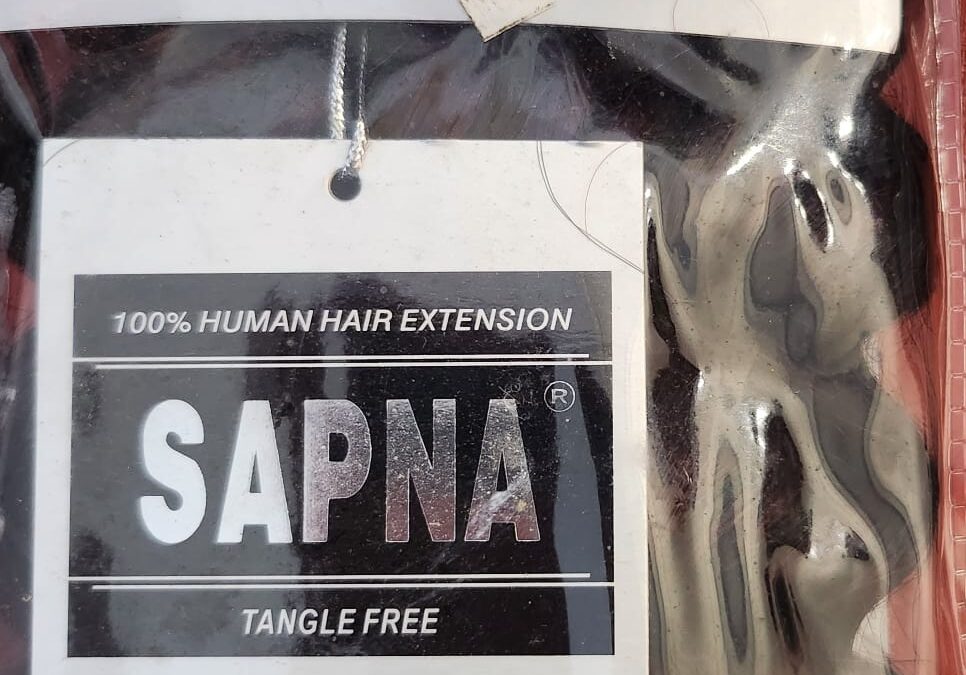 100% HUMAN HAIR EXTENSION
SAPNA ®
TANGLE FREE